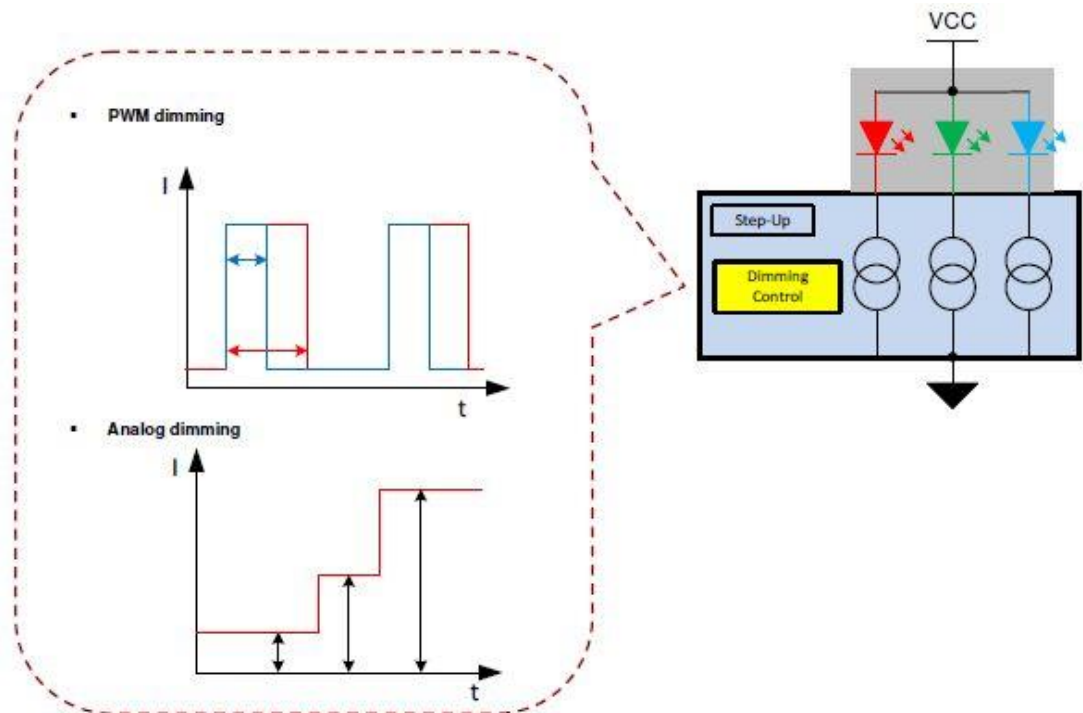 VCC
▪ PWM dimming
I
t
Step-Up
Dimming
Control
▪ Analog dimming
I
t